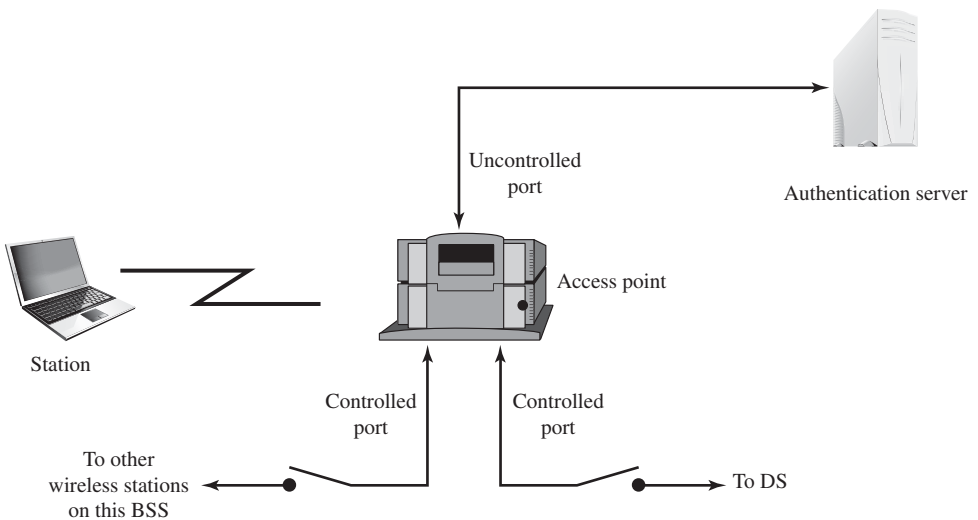 Uncontrolled
port
Authentication server
Access point
Station
Controlled
port
Controlled
port
To other
wireless stations
on this BSS
To DS